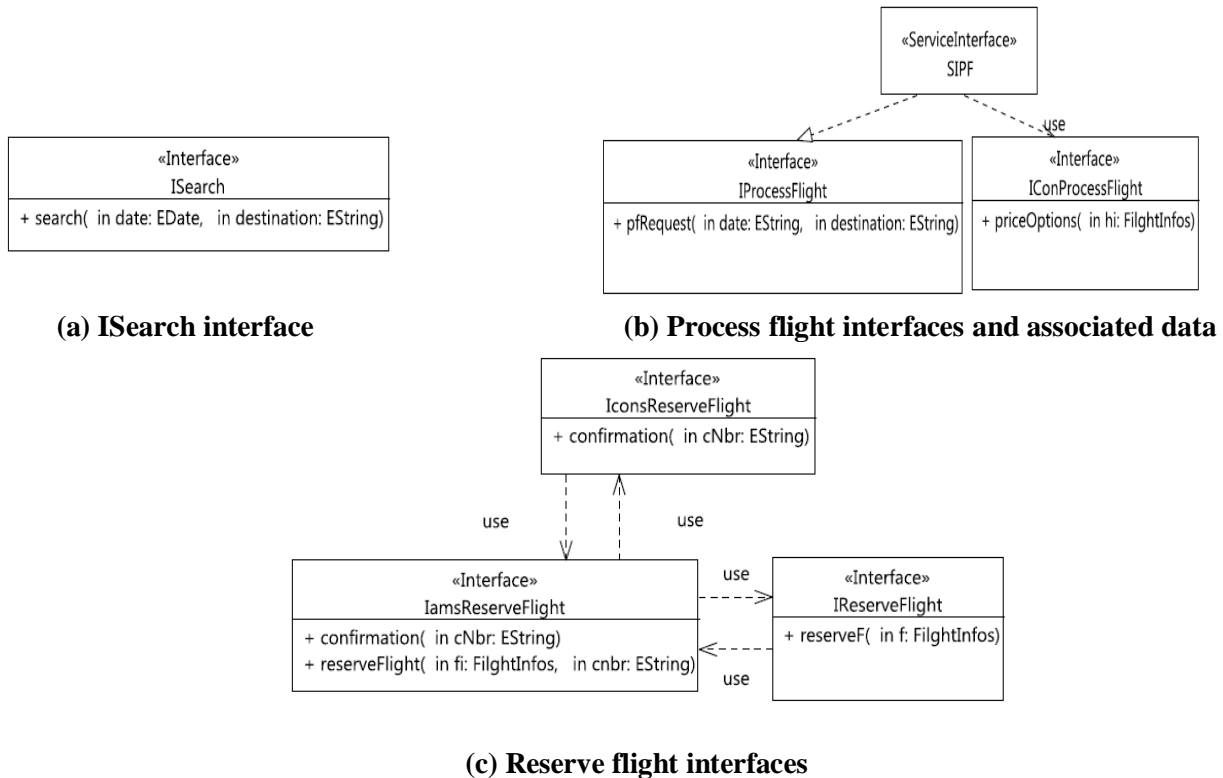 «ServiceInterface»
SIPF
use
«Interface»
ISearch
+ search( in date: EDate, in destination: EString)
«Interface»
IProcessFlight
+ pfRequest( in date: EString, in destination: EString)
«Interface»
IConProcessFlight
+ priceOptions( in hi: FilghtInfos)
(a) ISearch interface
(b) Process flight interfaces and associated data
«Interface»
IconsReserveFlight
+ confirmation( in cNbr: EString)
use
use
«Interface»
IamsReserveFlight
+ confirmation( in cNbr: EString)
+ reserveFlight( in fi: FilghtInfos, in cnbr: EString)
use
use
«Interface»
IReserveFlight
+ reserveF( in f: FilghtInfos)
(c) Reserve flight interfaces